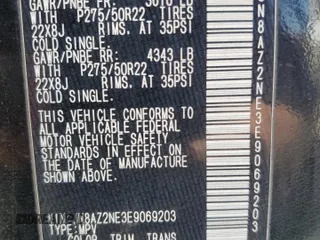 GAWR/PNBE FR:
WITH P275/50R22 TIRES
22X8J RIMS. AT 35PSI
COLD SINGLE.
GAWR/PNBE RR: 4343 LB
WITH P275/50R22 TIRES
22X8J RIMS. AT 35PSI
COLD SINGLE.
THIS VEHICLE CONFORMS TO
ALL APPLICABLE FEDERAL
MOTOR VEHICLE SAFETY
STANDARDS IN EFFECT ON
THE DATE OF MANUFACTURE
N8AZ2NE3E9069203
TYPE:MPV
COLOR TRIM TRANS
N8AZ2NE3E9069203